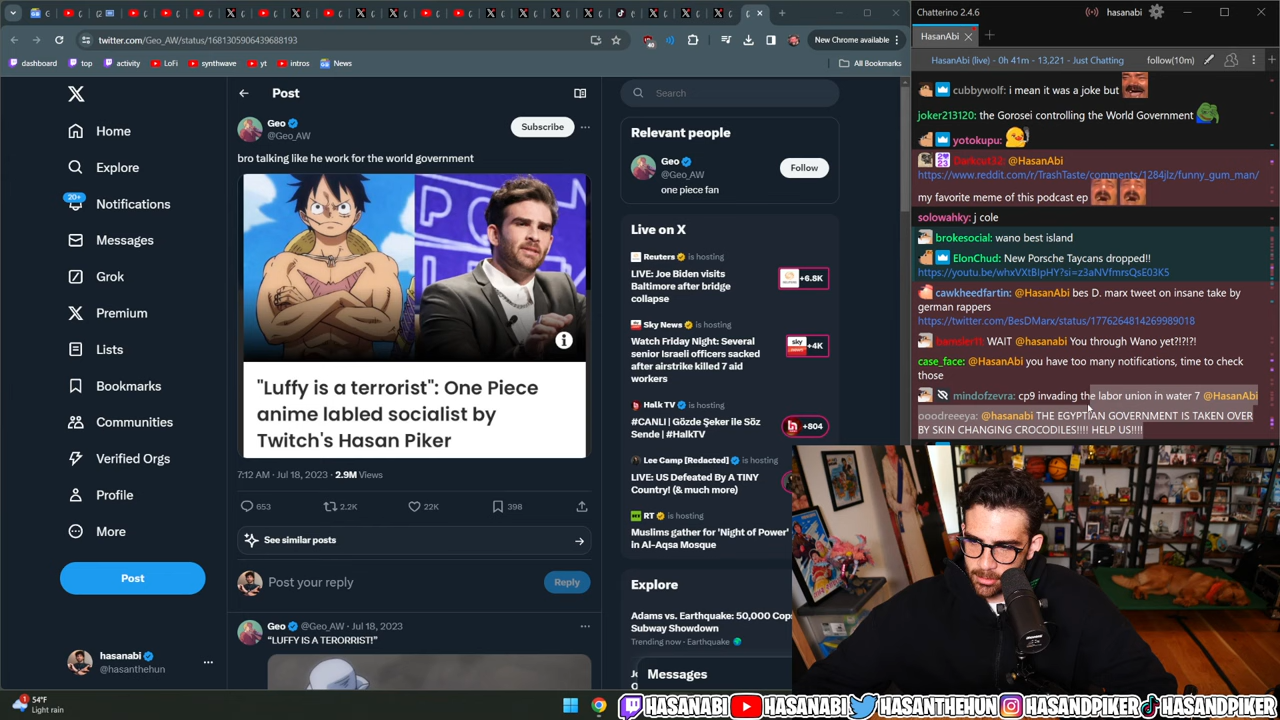 twitter.com/Geo_AW/status/1681305906439688193
New Chrome available
dashboard
top
activity
LoFi
synthwave
yt
intros
News
All Bookmarks
Home
Explore
20+
Notifications
Messages
Grok
Premium
Lists
Bookmarks
Communities
Verified Orgs
Profile
More
Post
hasanabi
@hasanthehun
Post
Geo
@Geo_AW
Subscribe
bro talking like he work for the world government
"Luffy is a terrorist": One Piece
anime labled socialist by
Twitch's Hasan Piker
7:12 AM · Jul 18, 2023 · 2.9M Views
653
2.2K
22K
398
See similar posts
Post your reply
Reply
Geo @Geo_AW · Jul 18, 2023
"LUFFY IS A TERORRIST!"
Search
Relevant people
Geo
@Geo_AW
Follow
one piece fan
Live on X
Reuters is hosting
LIVE: Joe Biden visits
Baltimore after bridge
collapse
+6.8K
Sky News is hosting
Watch Friday Night: Several
senior Israeli officers sacked
after airstrike killed 7 aid
workers
+4K
Halk TV is hosting
#CANLI | Gözde Şeker ile Söz
Sende | #HalkTV
+804
Lee Camp [Redacted] is hosting
LIVE: US Defeated By A TINY
Country! (& much more)
RT is hosting
Muslims gather for 'Night of Power'
in Al-Aqsa Mosque
Explore
Adams vs. Earthquake: 50,000 Cops
Subway Showdown
Trending now · Earthquake
Messages
Chatterino 2.4.6
hasanabi
HasanAbi
HasanAbi (live) - 0h 41m - 13,221 - Just Chatting
follow(10m)
cubbywolf: i mean it was a joke but
joker213120: the Gorosei controlling the World Government
yotokupu:
Darkcut32: @HasanAbi
https://www.reddit.com/r/TrashTaste/comments/1284jlz/funny_gum_man/
my favorite meme of this podcast ep
solowahky: j cole
brokesocial: wano best island
ElonChud: New Porsche Taycans dropped!!
https://youtu.be/whxVXtBIpHY?si=z3aNVfmrsQsE03K5
cawkheedfartin: @HasanAbi bes D. marx tweet on insane take by
german rappers
https://twitter.com/BesDMarx/status/1776264814269989018
WAIT @hasanabi You through Wano yet?!?!?!
case_face: @HasanAbi you have too many notifications, time to check
those
mindofzevra: cp9 invading the labor union in water 7 @HasanAbi
ooodreeeya: @hasanabi THE EGYPTIAN GOVERNMENT IS TAKEN OVER
BY SKIN CHANGING CROCODILES!!!! HELP US!!!!
1
54°F
Light rain
HASANABI
HASANABI
HASANTHEHUN
HASANDPIKER
HASANDPIKER